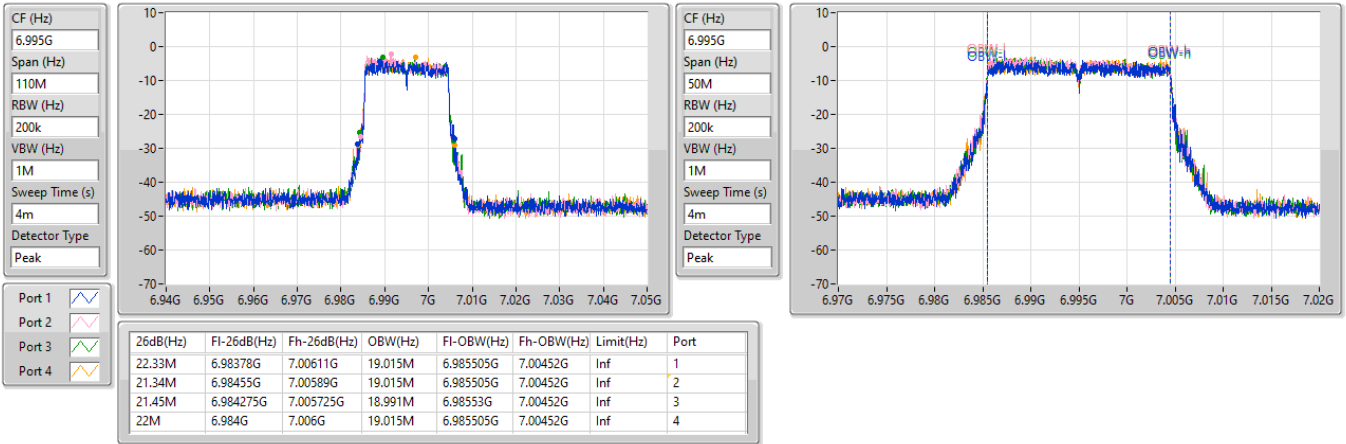 CF (Hz)
6.995G
Span (Hz)
110M
RBW (Hz)
200k
VBW (Hz)
1M
Sweep Time (s)
4m
Detector Type
Peak
10-
0-
-10-
-20-
-30-
-40-
-50-
-60-
-70-
6.94G 6.95G 6.96G 6.97G 6.98G 6.99G 7G 7.01G 7.02G 7.03G 7.04G 7.05G
CF (Hz)
6.995G
Span (Hz)
50M
RBW (Hz)
200k
VBW (Hz)
1M
Sweep Time (s)
4m
Detector Type
Peak
10-
0-
-10-
-20-
-30-
-40-
-50-
-60-
-70-
OBW-l OBW-h
6.97G 6.975G 6.98G 6.985G 6.99G 6.995G 7G 7.005G 7.01G 7.015G 7.02G
Port 1
Port 2
Port 3
Port 4
26dB(Hz) Fl-26dB(Hz) Fh-26dB(Hz) OBW(Hz) Fl-OBW(Hz) Fh-OBW(Hz) Limit(Hz) Port
22.33M 6.98378G 7.00611G 19.015M 6.985505G 7.00452G Inf 1
21.34M 6.98455G 7.00589G 19.015M 6.985505G 7.00452G Inf 2
21.45M 6.984275G 7.005725G 18.991M 6.98553G 7.00452G Inf 3
22M 6.984G 7.006G 19.015M 6.985505G 7.00452G Inf 4